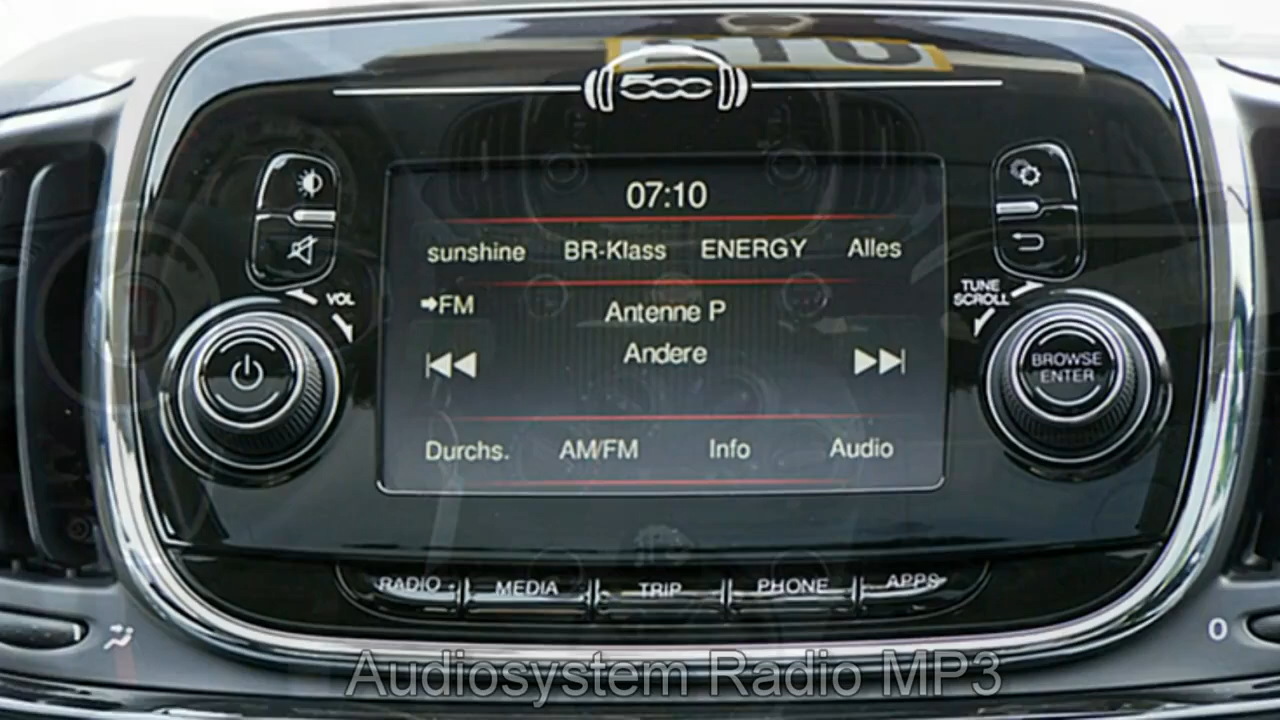 500
07:10
sunshine BR-Klass ENERGY Alles
FM
Antenne P
Andere
Durchs. AM/FM Info Audio
VOL
TUNE
SCROLL
BROWSE
ENTER
RADIO MEDIA TRIP PHONE APPS
0
Audiosystem Radio MP3